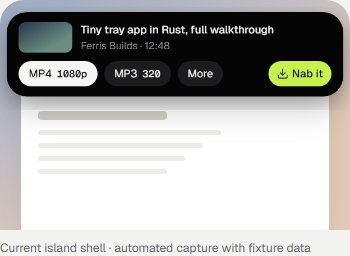 Tiny tray app in Rust, full walkthrough
Ferris Builds · 12:48
MP4 1080p MP3 320 More Nab it
Current island shell · automated capture with fixture data